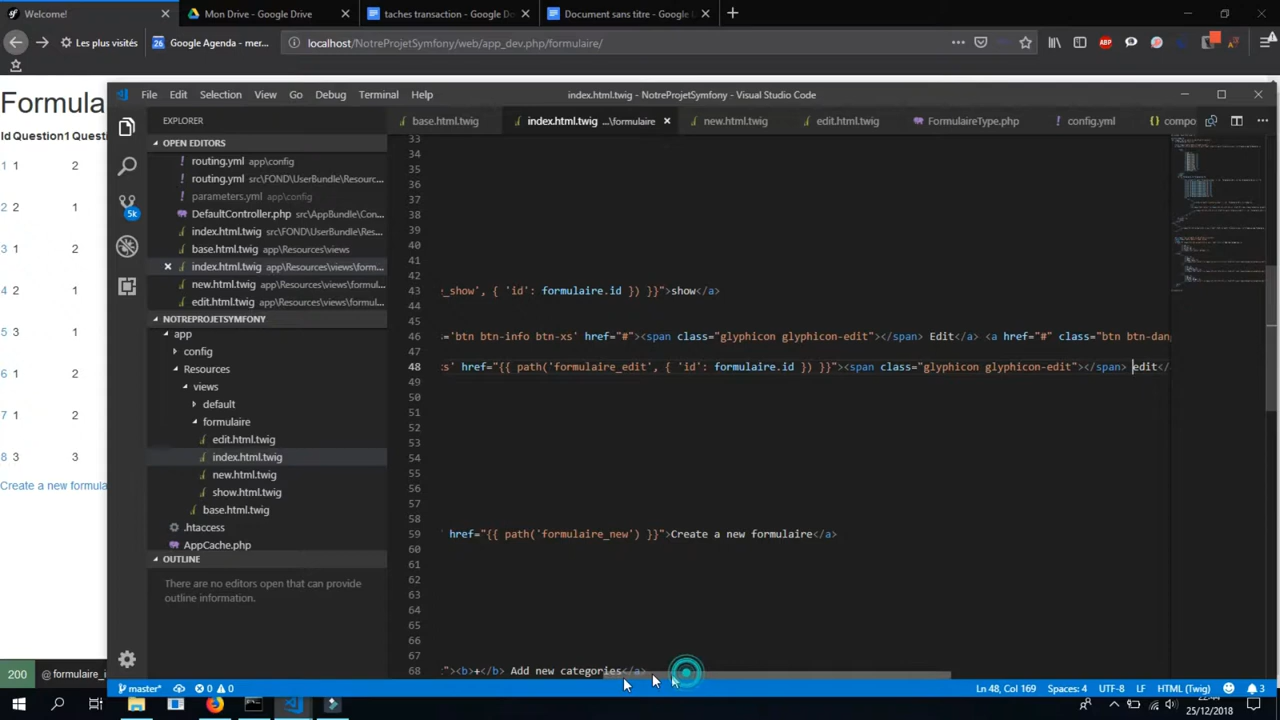 Welcome!
Mon Drive - Google Drive
taches transaction - Google Do
Document sans titre - Google D
Les plus visités
26 Google Agenda - mer...
localhost/NotreProjetSymfony/web/app_dev.php/formulaire/
ABP
Formula
Id Question1 Questi
1 1 2
2 2 1
3 1 2
4 2 1
5 3 1
6 1 2
7 1 2
8 3 3
Create a new formula
200 @ formulaire_i
File Edit Selection View Go Debug Terminal Help
index.html.twig - NotreProjetSymfony - Visual Studio Code
EXPLORER
base.html.twig
index.html.twig ...\formulaire
new.html.twig
edit.html.twig
FormulaireType.php
config.yml
compo
OPEN EDITORS
routing.yml app\config
routing.yml src\FOND\UserBundle\Resourc...
parameters.yml app\config
DefaultController.php src\AppBundle\Con...
index.html.twig src\FOND\UserBundle\Res...
base.html.twig app\Resources\views
index.html.twig app\Resources\views\form...
new.html.twig app\Resources\views\formul...
edit.html.twig app\Resources\views\formul...
5k
NOTREPROJETSYMFONY
app
config
Resources
views
default
formulaire
edit.html.twig
index.html.twig
new.html.twig
show.html.twig
base.html.twig
.htaccess
AppCache.php
OUTLINE
There are no editors open that can provide
outline information.
33
34
35
36
37
38
39
40
41
42
43 _show', { 'id': formulaire.id }) }}">show</a>
44
45
46 ='btn btn-info btn-xs' href="#"><span class="glyphicon glyphicon-edit"></span> Edit</a> <a href="#" class="btn btn-dan
47
48 :s' href="{{ path('formulaire_edit', { 'id': formulaire.id }) }}"><span class="glyphicon glyphicon-edit"></span> edit</
49
50
51
52
53
54
55
56
57
58
59 href="{{ path('formulaire_new') }}">Create a new formulaire</a>
60
61
62
63
64
65
66
67
68 "><b>+</b> Add new categories</a>
master* 0 0
Ln 48, Col 169 Spaces: 4 UTF-8 LF HTML (Twig) 3
25/12/2018